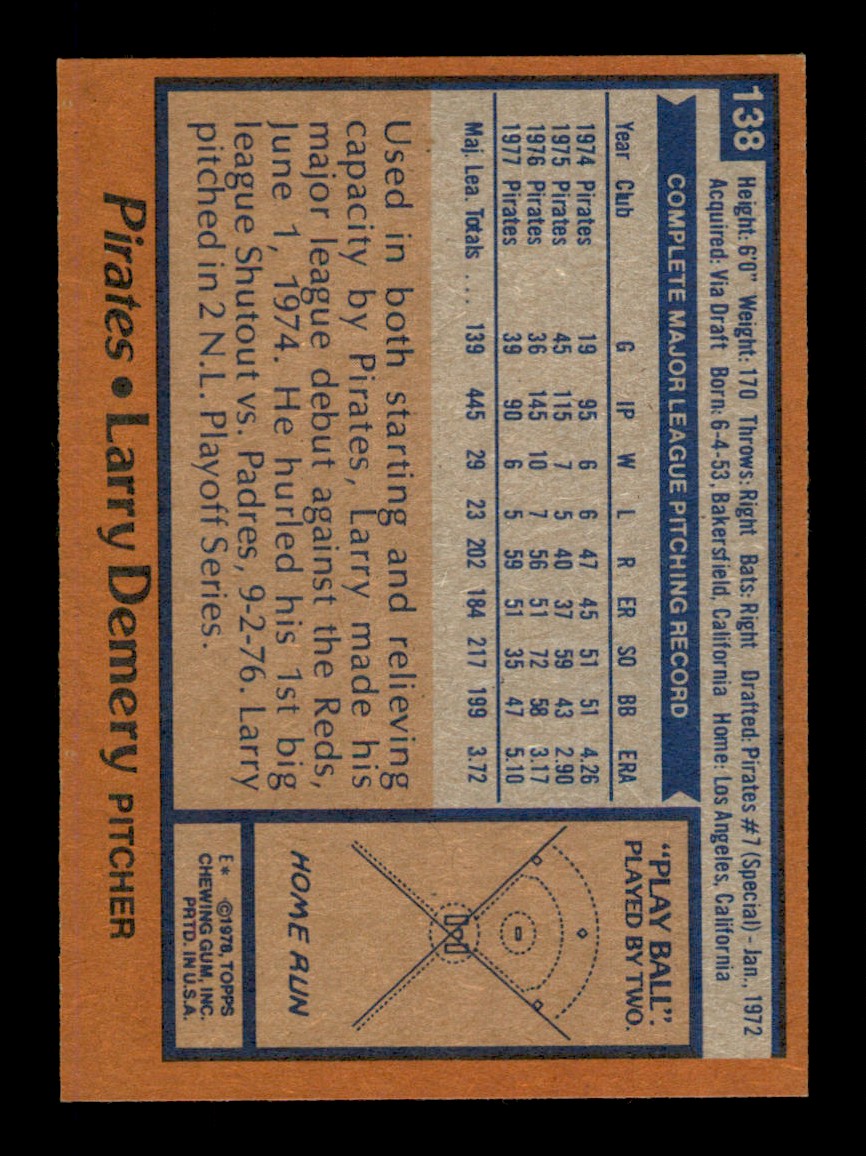 138
Height: 6'0" Weight: 170 Throws: Right Bats: Right Drafted: Pirates #7 (Special) - Jan., 1972
Acquired: Via Draft Born: 6-4-53, Bakersfield, California Home: Los Angeles, California
COMPLETE MAJOR LEAGUE PITCHING RECORD
Year Club G IP W L R ER SO BB ERA
1974 Pirates 19 95 6 6 47 45 51 51 4.26
1975 Pirates 45 115 7 5 40 37 59 43 2.90
1976 Pirates 36 145 10 7 56 51 72 58 3.17
1977 Pirates 39 90 6 5 59 51 35 47 5.10
Maj. Lea. Totals ... 139 445 29 23 202 184 217 199 3.72
Used in both starting and relieving
capacity by Pirates, Larry made his
major league debut against the Reds,
June 1, 1974. He hurled his 1st big
league Shutout vs. Padres, 9-2-76. Larry
pitched in 2 N.L. Playoff Series.
"PLAY BALL":
PLAYED BY TWO.
HOME RUN
E* ©1978, TOPPS
CHEWING GUM, INC.
PRTD. IN U.S.A.
Pirates • Larry Demery PITCHER